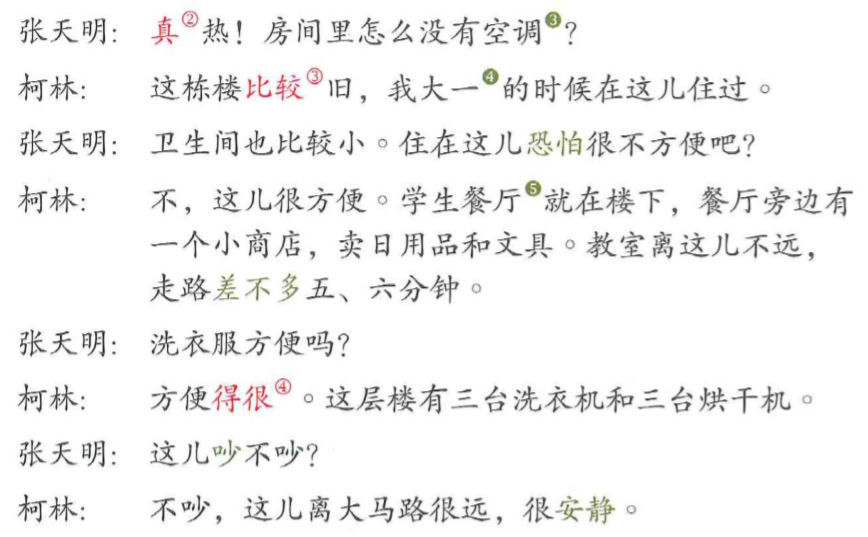 张天明: 真②热!房间里怎么没有空调❸?
柯林: 这栋楼比较③旧,我大一❹的时候在这儿住过。
张天明: 卫生间也比较小。住在这儿恐怕很不方便吧?
柯林: 不,这儿很方便。学生餐厅❺就在楼下,餐厅旁边有
一个小商店,卖日用品和文具。教室离这儿不远,
走路差不多五、六分钟。
张天明: 洗衣服方便吗?
柯林: 方便得很④。这层楼有三台洗衣机和三台烘干机。
张天明: 这儿吵不吵?
柯林: 不吵,这儿离大马路很远,很安静。